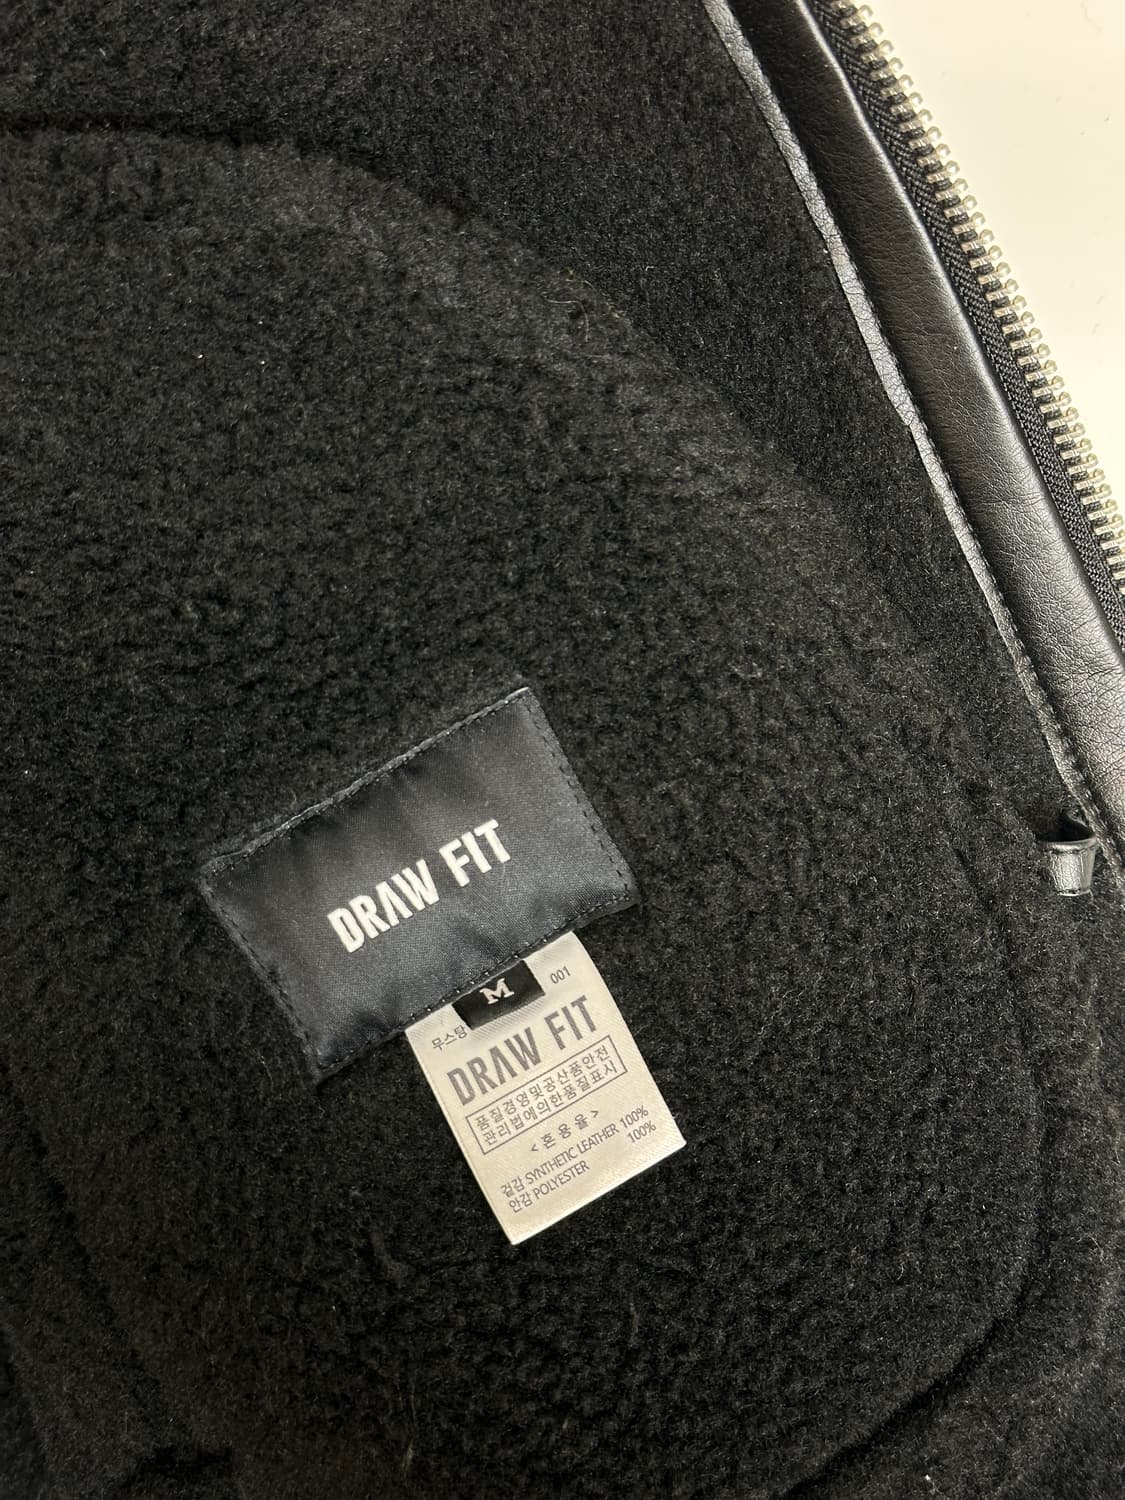 DRAW FIT
M
001
무스탕
DRAW FIT
품질경영및공산품안전
관리법에의한품질표시
<혼용율>
겉감 SYNTHETIC LEATHER 100%
안감 POLYESTER 100%